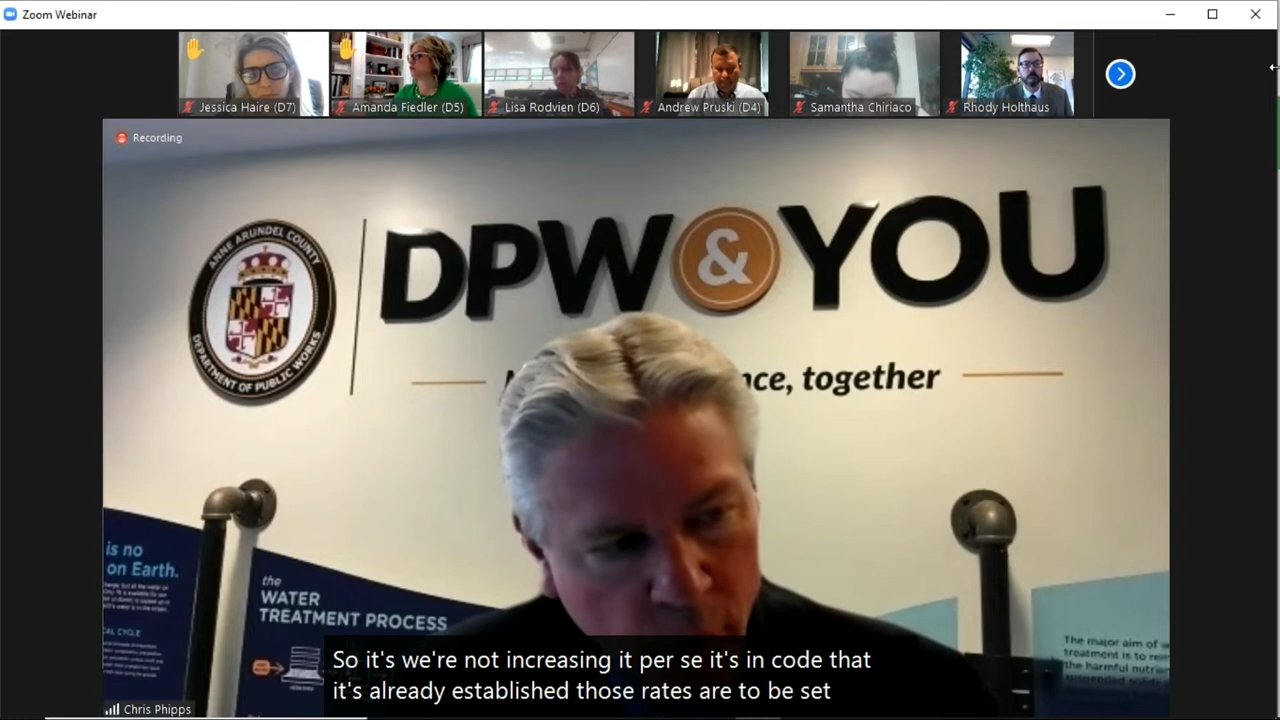 Zoom Webinar
Jessica Haire (D7)
Amanda Fiedler (D5)
Lisa Rodvien (D6)
Andrew Pruski (D4)
Samantha Chiriaco
Rhody Holthaus
Recording
ANNE ARUNDEL COUNTY
DEPARTMENT OF PUBLIC WORKS
DPW & YOU
together
is no
on Earth.
the
WATER
TREATMENT PROCESS
The major aim of
treatment is to
the harmful
So it's we're not increasing it per se it's in code that
it's already established those rates are to be set
Chris Phipps